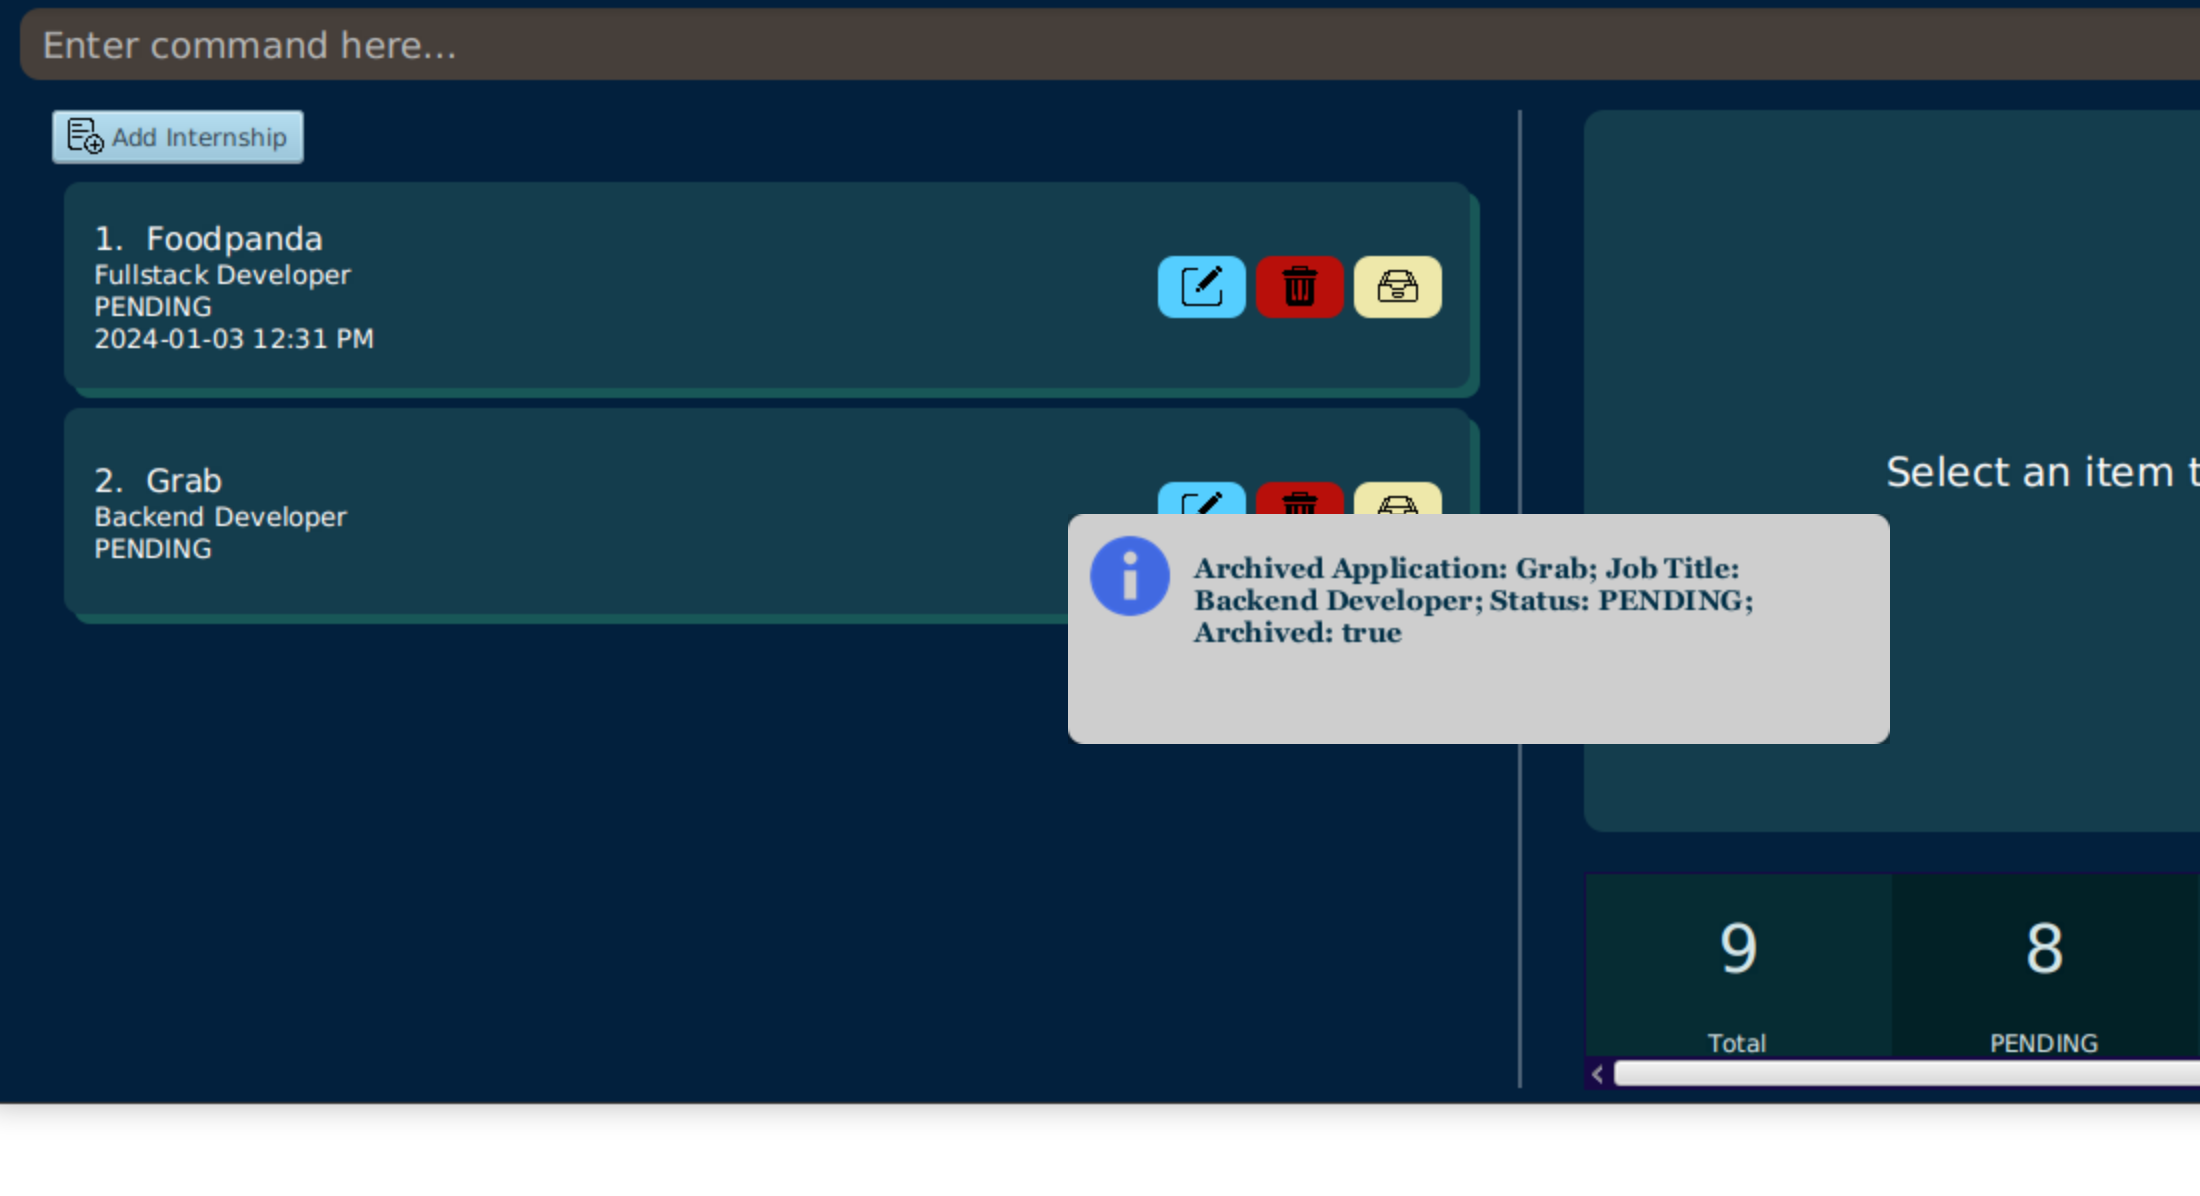 Enter command here...
Add Internship
1. Foodpanda
Fullstack Developer
PENDING
2024-01-03 12:31 PM
2. Grab
Backend Developer
PENDING
Archived Application: Grab; Job Title:
Backend Developer; Status: PENDING;
Archived: true
Select an item t
9
Total
8
PENDING